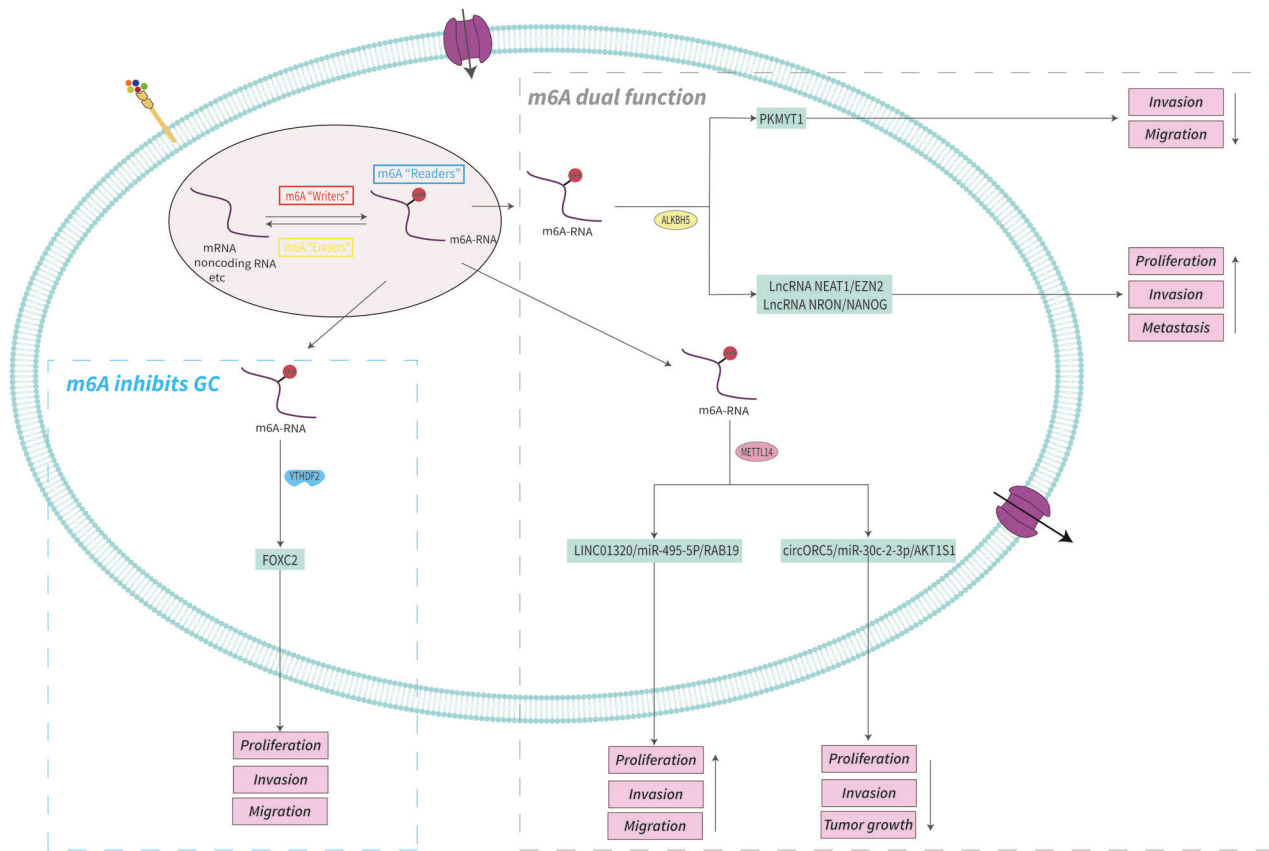 m6A dual function
PKMYT1
Invasion
Migration
m6A "Writers"
m6A "Readers"
m6A "Erasers"
mRNA
noncoding RNA
etc
m6A-RNA
m6A-RNA
ALKBH5
LncRNA NEAT1/EZN2
LncRNA NRON/NANOG
Proliferation
Invasion
Metastasis
m6A inhibits GC
m6A-RNA
YTHDF2
FOXC2
Proliferation
Invasion
Migration
m6A-RNA
METTL14
LINC01320/miR-495-5P/RAB19
circORC5/miR-30c-2-3p/AKT1S1
Proliferation
Invasion
Migration
Proliferation
Invasion
Tumor growth